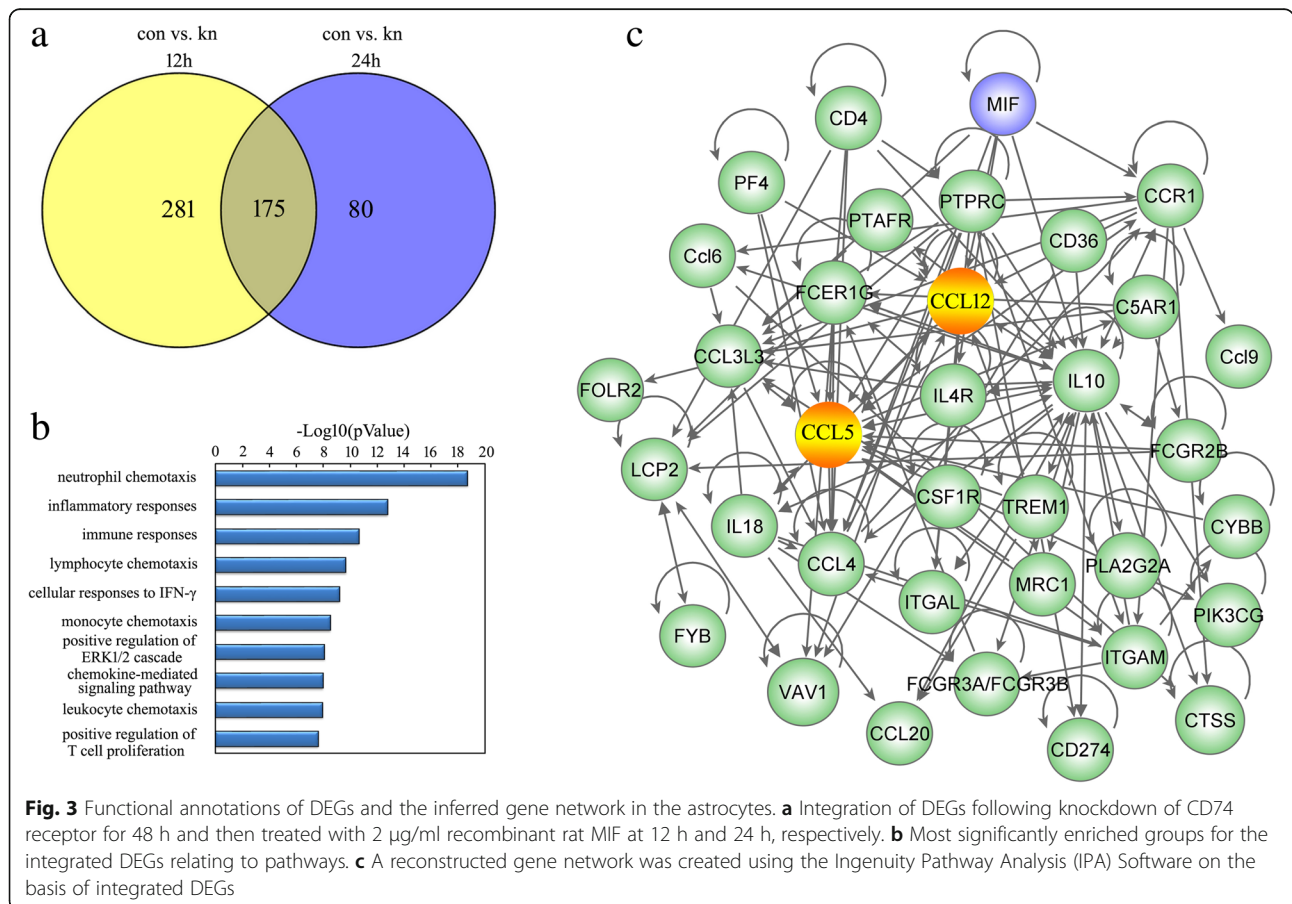 a
con vs. kn
12h
con vs. kn
24h
281
175
80
b
-Log10(pValue)
0 2 4 6 8 10 12 14 16 18 20
neutrophil chemotaxis
inflammatory responses
immune responses
lymphocyte chemotaxis
cellular responses to IFN-γ
monocyte chemotaxis
positive regulation of
ERK1/2 cascade
chemokine-mediated
signaling pathway
leukocyte chemotaxis
positive regulation of
T cell proliferation
c
MIF
CD4
PF4
PTPRC
CCR1
PTAFR
CD36
Ccl6
FCER1G
CCL12
C5AR1
CCL3L3
Ccl9
FOLR2
IL4R
IL10
CCL5
LCP2
FCGR2B
CSF1R
TREM1
IL18
CYBB
CCL4
PLA2G2A
MRC1
ITGAL
PIK3CG
FYB
ITGAM
VAV1
FCGR3A/FCGR3B
CTSS
CCL20
CD274
Fig. 3 Functional annotations of DEGs and the inferred gene network in the astrocytes. a Integration of DEGs following knockdown of CD74
receptor for 48 h and then treated with 2 μg/ml recombinant rat MIF at 12 h and 24 h, respectively. b Most significantly enriched groups for the
integrated DEGs relating to pathways. c A reconstructed gene network was created using the Ingenuity Pathway Analysis (IPA) Software on the
basis of integrated DEGs